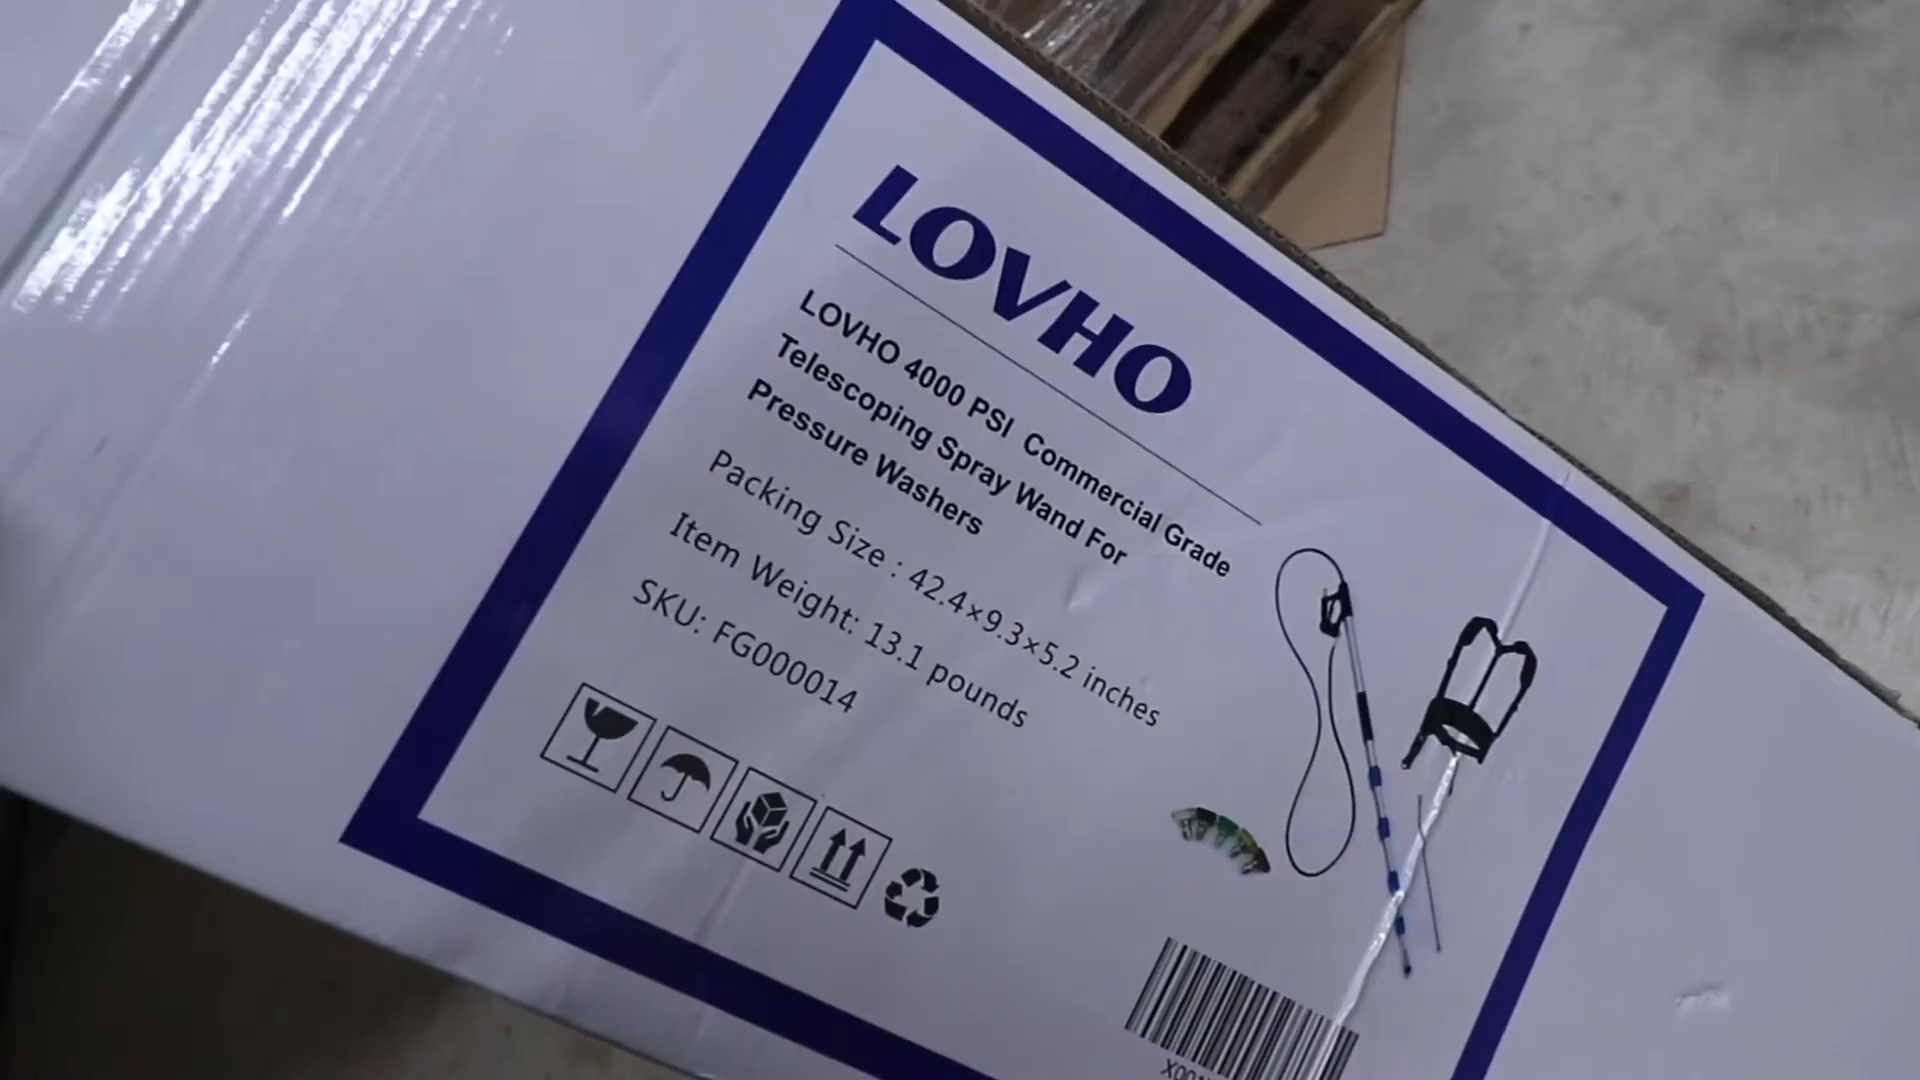 LOVHO
LOVHO 4000 PSI Commercial Grade
Telescoping Spray Wand For
Pressure Washers
Packing Size : 42.4×9.3×5.2 inches
Item Weight: 13.1 pounds
SKU: FG000014